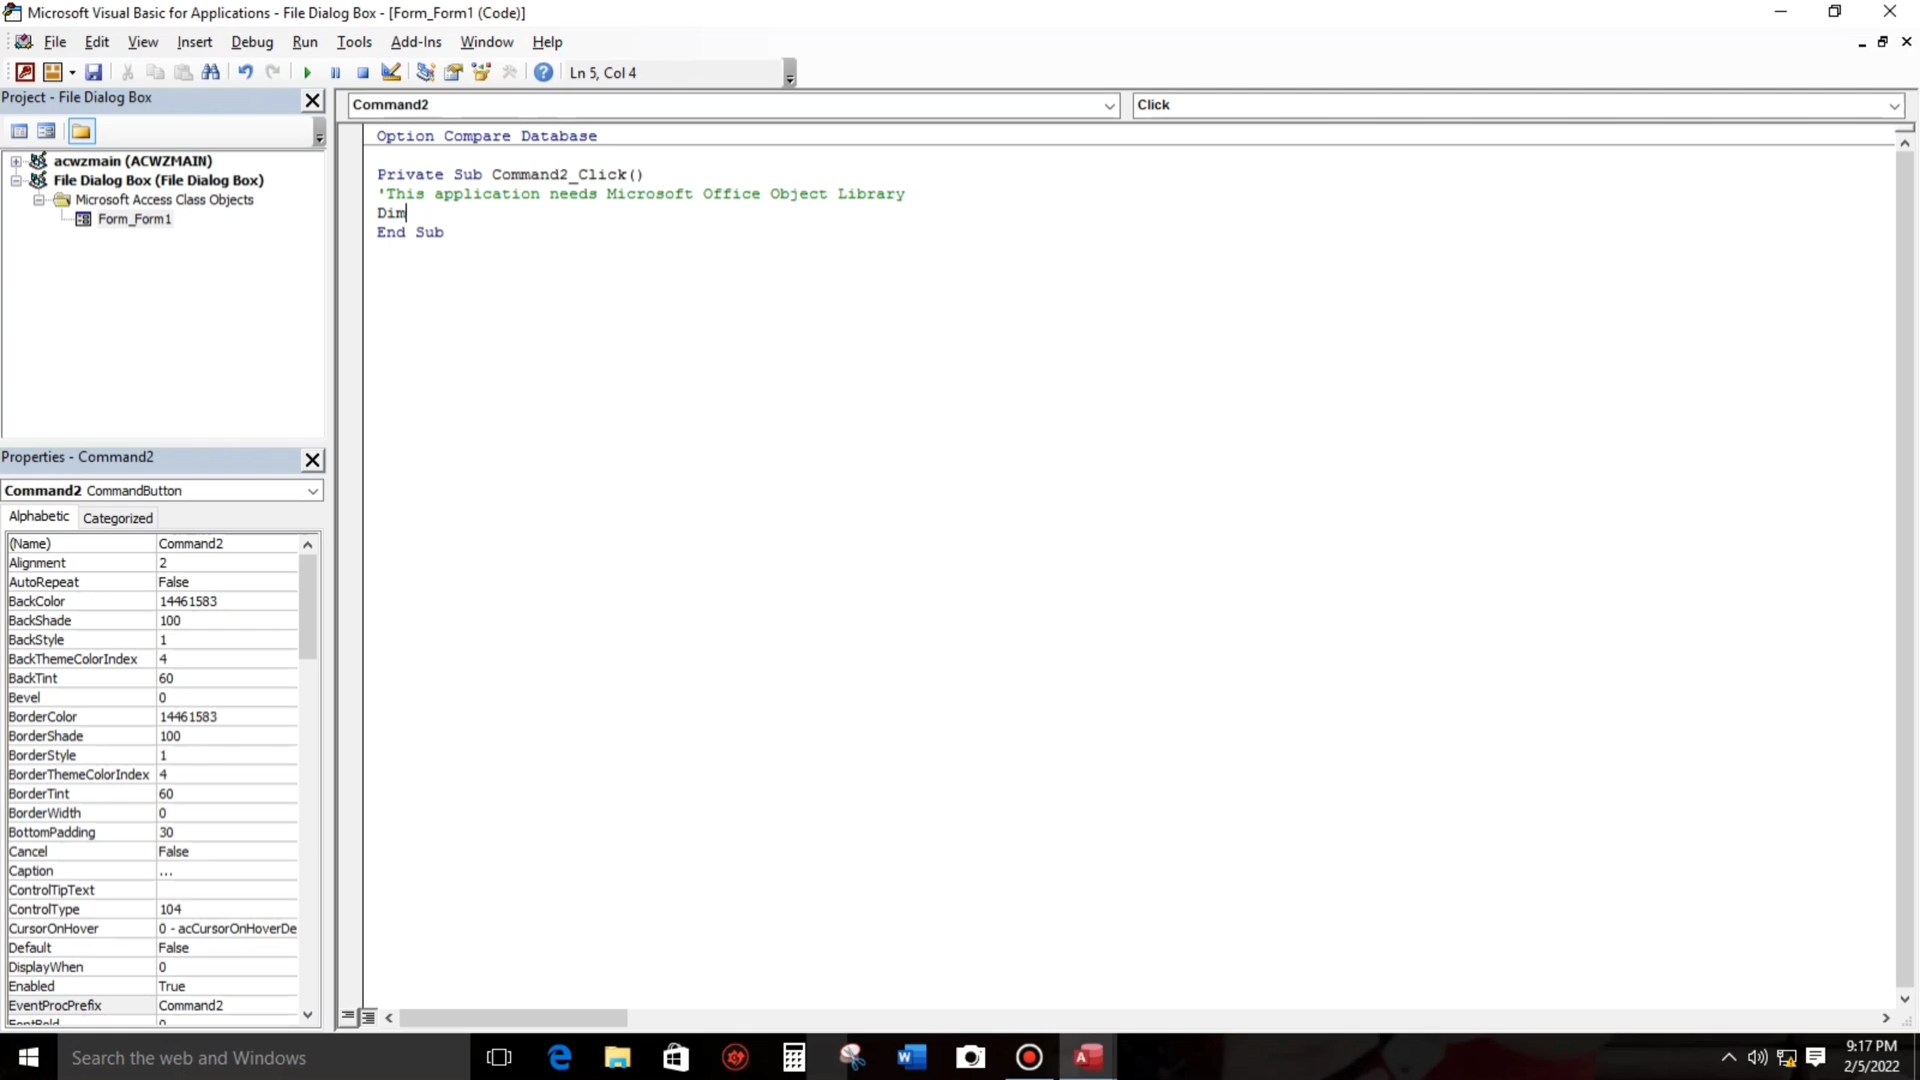 Microsoft Visual Basic for Applications - File Dialog Box - [Form_Form1 (Code)]
File Edit View Insert Debug Run Tools Add-Ins Window Help
Ln 5, Col 4
Project - File Dialog Box
acwzmain (ACWZMAIN)
File Dialog Box (File Dialog Box)
Microsoft Access Class Objects
Form_Form1
Command2
Click
Option Compare Database
Private Sub Command2_Click()
'This application needs Microsoft Office Object Library
Dim
End Sub
Properties - Command2
Command2 CommandButton
Alphabetic Categorized
(Name) Command2
Alignment 2
AutoRepeat False
BackColor 14461583
BackShade 100
BackStyle 1
BackThemeColorIndex 4
BackTint 60
Bevel 0
BorderColor 14461583
BorderShade 100
BorderStyle 1
BorderThemeColorIndex 4
BorderTint 60
BorderWidth 0
BottomPadding 30
Cancel False
Caption ...
ControlTipText
ControlType 104
CursorOnHover 0 - acCursorOnHoverDe
Default False
DisplayWhen 0
Enabled True
EventProcPrefix Command2
Search the web and Windows
9:17 PM
2/5/2022